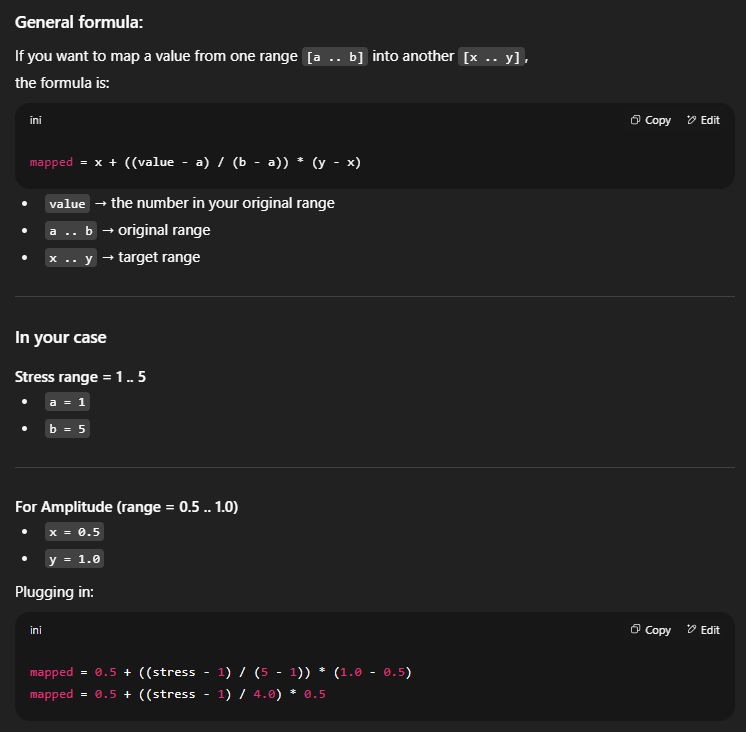 General formula:
If you want to map a value from one range [a .. b] into another [x .. y],
the formula is:
ini
Copy
Edit
mapped = x + ((value - a) / (b - a)) * (y - x)
• value → the number in your original range
• a .. b → original range
• x .. y → target range
In your case
Stress range = 1 .. 5
• a = 1
• b = 5
For Amplitude (range = 0.5 .. 1.0)
• x = 0.5
• y = 1.0
Plugging in:
ini
Copy
Edit
mapped = 0.5 + ((stress - 1) / (5 - 1)) * (1.0 - 0.5)
mapped = 0.5 + ((stress - 1) / 4.0) * 0.5